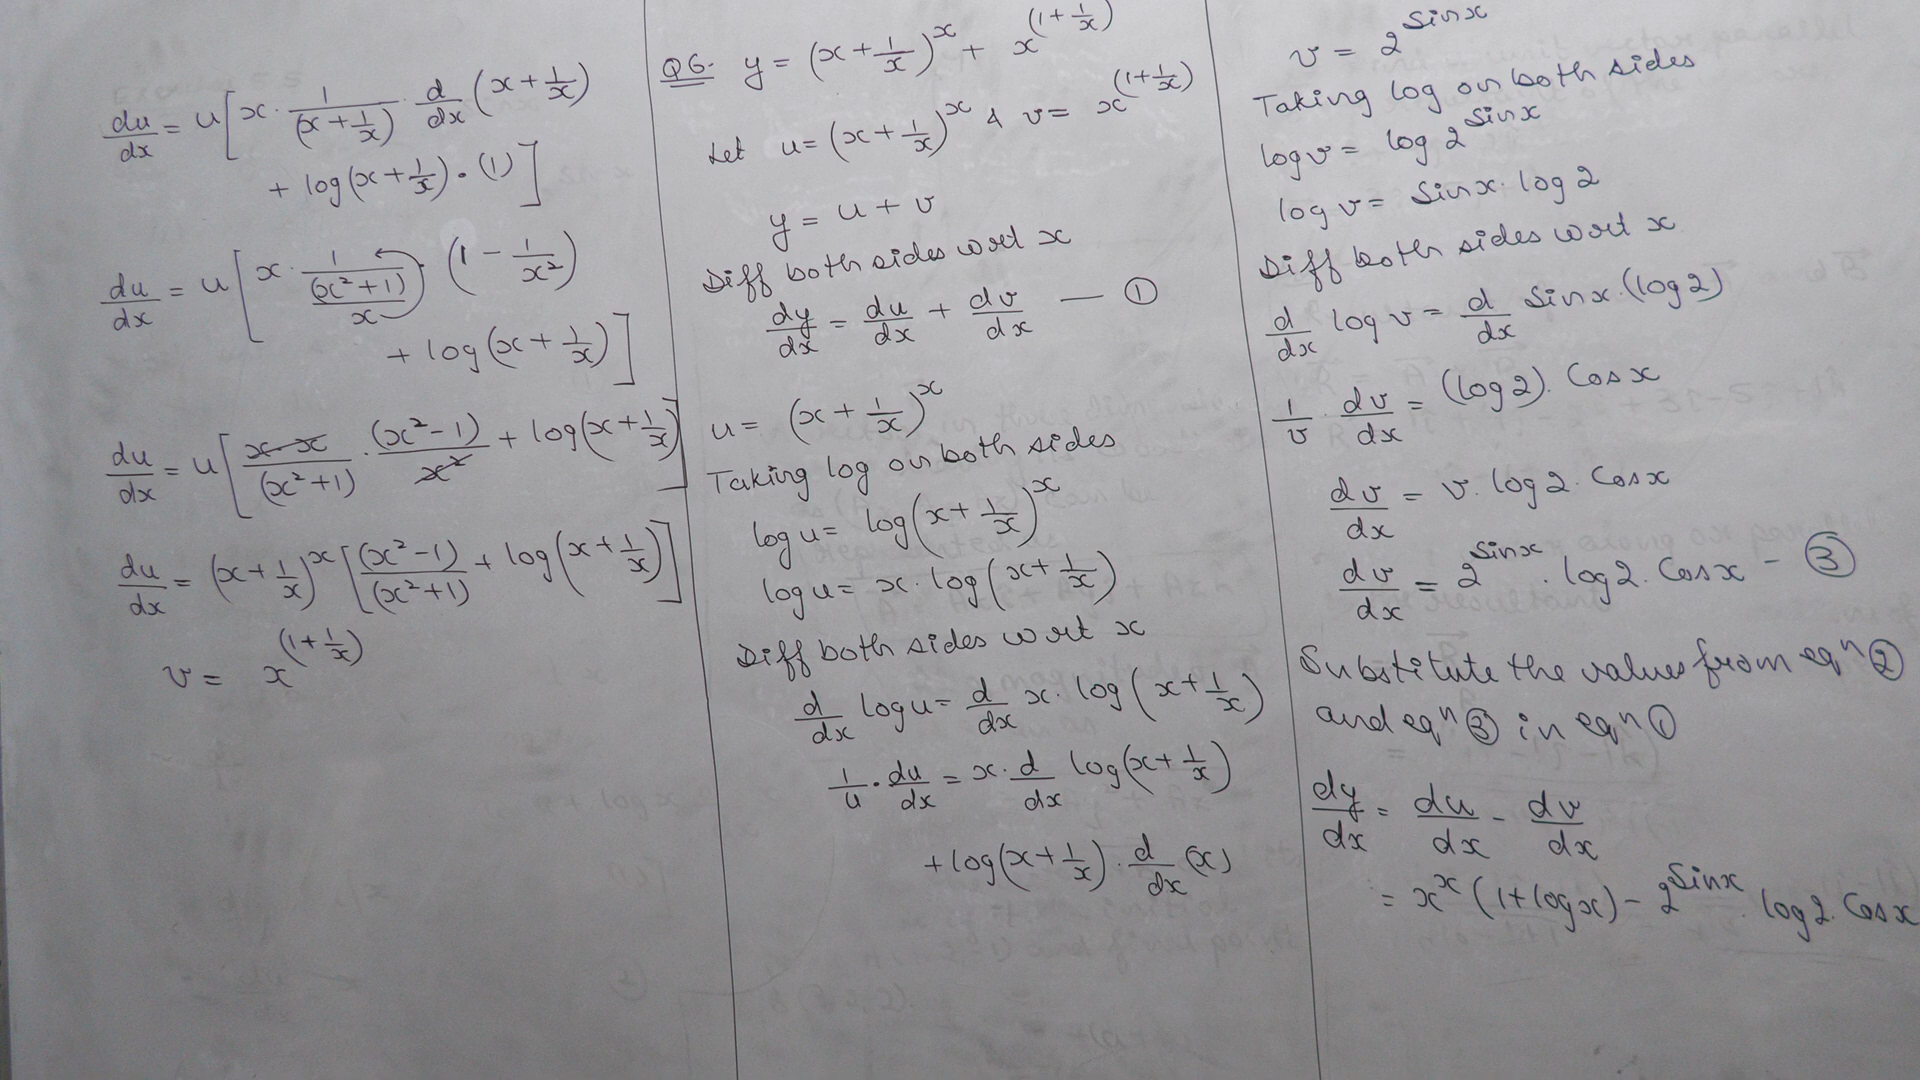 du/dx = u[x · 1/(x + 1/x) · d/dx (x + 1/x)
+ log(x + 1/x) · (1)]
du/dx = u[x · 1/((x²+1)/x) · (1 - 1/x²)
+ log(x + 1/x)]
du/dx = u[x·x/(x²+1) · (x²-1)/x² + log(x + 1/x)]
du/dx = (x + 1/x)^x [(x²-1)/(x²+1) + log(x + 1/x)]
v = x^(1 + 1/x)
Q6. y = (x + 1/x)^x + x^(1 + 1/x)
Let u = (x + 1/x)^x & v = x^(1 + 1/x)
y = u + v
Diff both sides wrt x
dy/dx = du/dx + dv/dx — ①
u = (x + 1/x)^x
Taking log on both sides
log u = log(x + 1/x)^x
log u = x · log(x + 1/x)
Diff both sides wrt x
d/dx log u = d/dx x · log(x + 1/x)
1/u · du/dx = x · d/dx log(x + 1/x)
+ log(x + 1/x) · d/dx (x)
v = 2^Sinx
Taking log on both sides
log v = log 2^Sinx
log v = Sinx · log 2
Diff both sides wrt x
d/dx log v = d/dx Sinx · (log 2)
1/v · dv/dx = (log 2) · Cosx
dv/dx = v · log 2 · Cosx
dv/dx = 2^Sinx · log 2 · Cosx - ③
Substitute the values from eqⁿ ②
and eqⁿ ③ in eqⁿ ①
dy/dx = du/dx - dv/dx
= x^x (1 + log x) - 2^Sinx · log 2 · Cosx